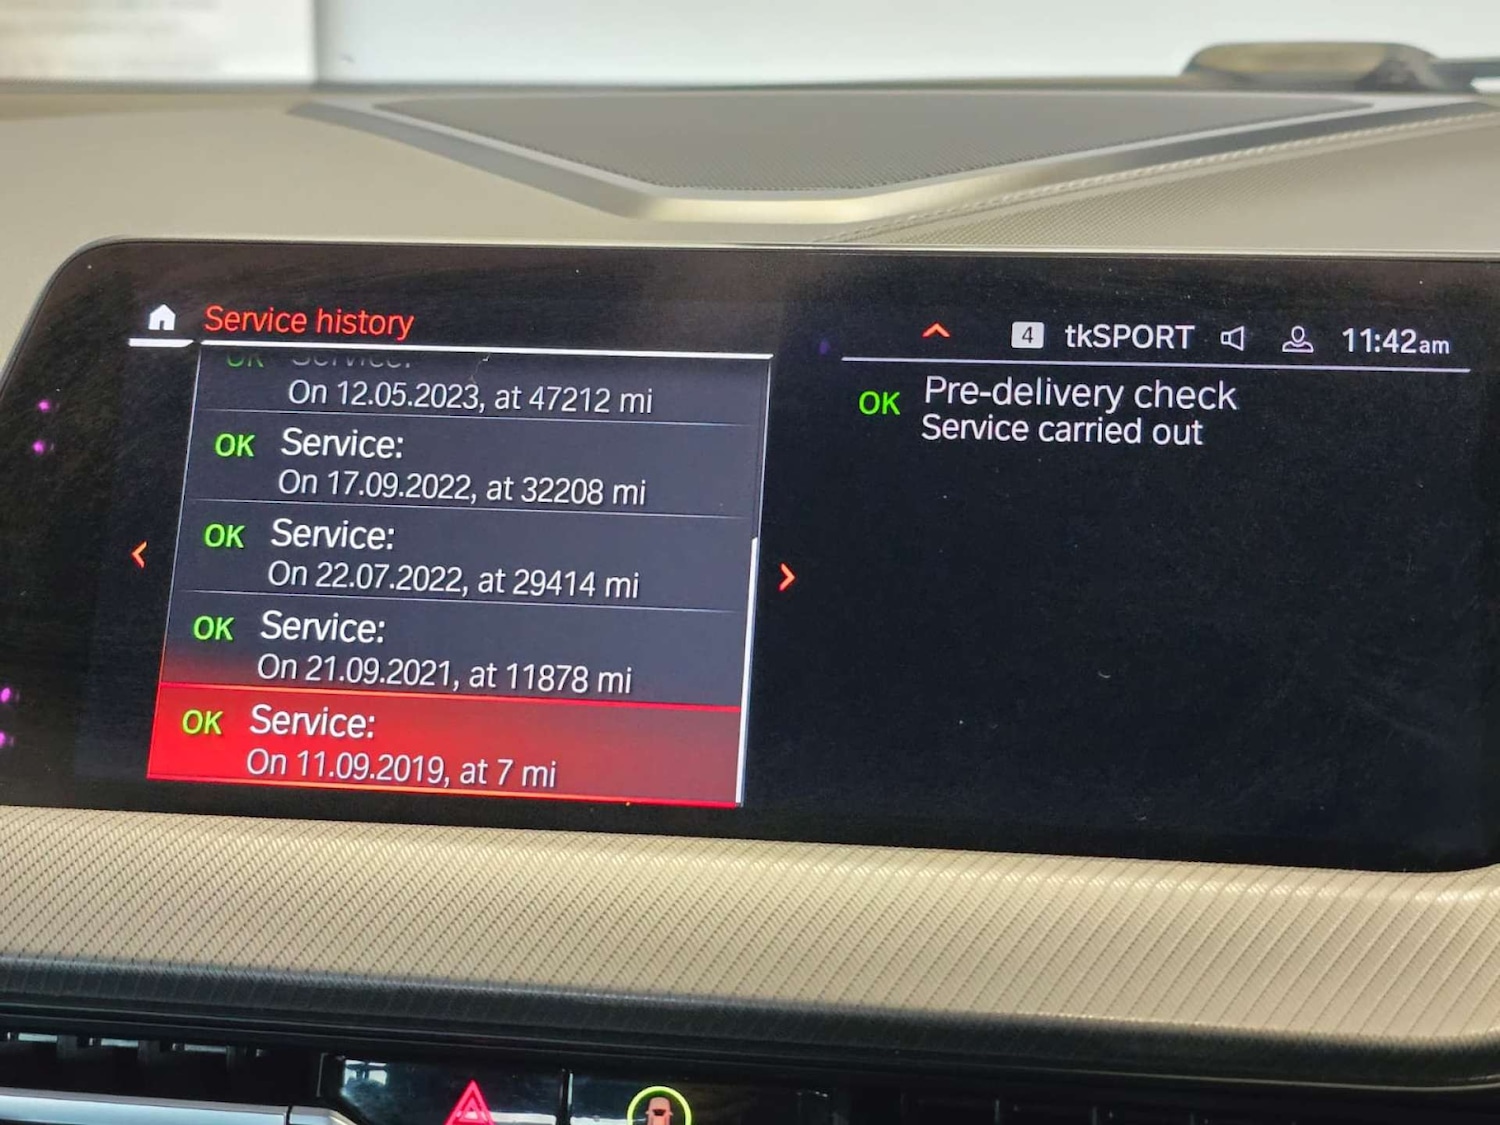 Service history
4 tkSPORT 11:42am
OK Service:
On 12.05.2023, at 47212 mi
OK Service:
On 17.09.2022, at 32208 mi
OK Service:
On 22.07.2022, at 29414 mi
OK Service:
On 21.09.2021, at 11878 mi
OK Service:
On 11.09.2019, at 7 mi
OK Pre-delivery check
Service carried out